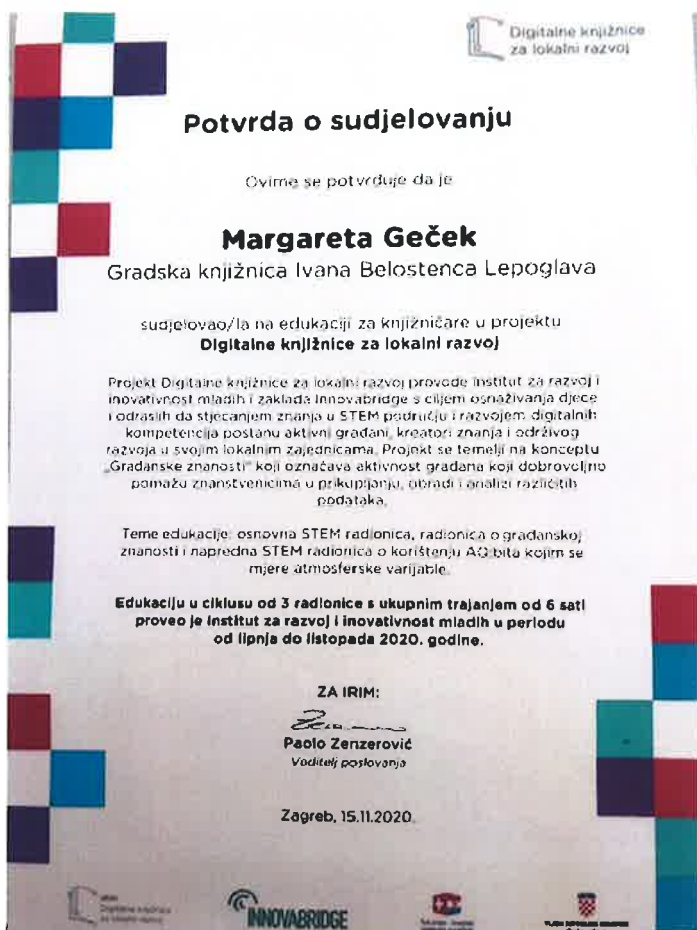 Digitalne knjižnice
za lokalni razvoj
Potvrda o sudjelovanju
Ovime se potvrđuje da je
Margareta Geček
Gradska knjižnica Ivana Belostenca Lepoglava
sudjelovao/la na edukaciji za knjižničare u projektu
Digitalne knjižnice za lokalni razvoj
Projekt Digitalne knjižnice za lokalni razvoj provode Institut za razvoj i
inovativnost mladih i zaklada Innovabridge s ciljem osnaživanja djece
i odraslih da stjecanjem znanja u STEM području i razvojem digitalnih
kompetencija postanu aktivni građani, kreatori znanja i održivog
razvoja u svojim lokalnim zajednicama. Projekt se temelji na konceptu
„Građanske znanosti“ koji označava aktivnost građana koji dobrovoljno
pomažu znanstvenicima u prikupljanju, obradi i analizi različitih
podataka.
Teme edukacije: osnovna STEM radionica, radionica o građanskoj
znanosti i napredna STEM radionica o korištenju AQ bita kojim se
mjere atmosferske varijable.
Edukaciju u ciklusu od 3 radionice s ukupnim trajanjem od 6 sati
proveo je Institut za razvoj i inovativnost mladih u periodu
od lipnja do listopada 2020. godine.
ZA IRIM:
Paolo Zenzerović
Voditelj poslovanja
Zagreb, 15.11.2020.
Digitalne knjižnice
za lokalni razvoj
INNOVABRIDGE